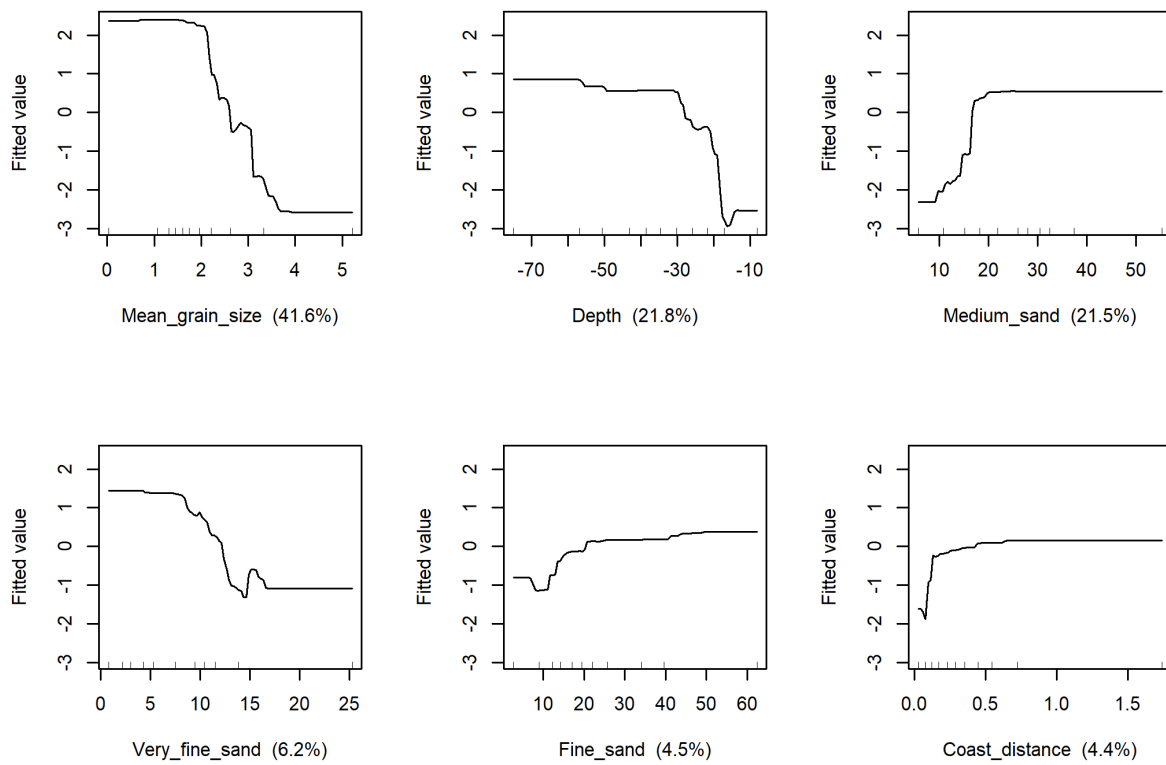 Fitted value
2
1
0
-1
-2
-3
0 1 2 3 4 5
Mean_grain_size (41.6%)
Fitted value
2
1
0
-1
-2
-3
-70 -50 -30 -10
Depth (21.8%)
Fitted value
2
1
0
-1
-2
-3
10 20 30 40 50
Medium_sand (21.5%)
Fitted value
2
1
0
-1
-2
-3
0 5 10 15 20 25
Very_fine_sand (6.2%)
Fitted value
2
1
0
-1
-2
-3
10 20 30 40 50 60
Fine_sand (4.5%)
Fitted value
2
1
0
-1
-2
-3
0.0 0.5 1.0 1.5
Coast_distance (4.4%)